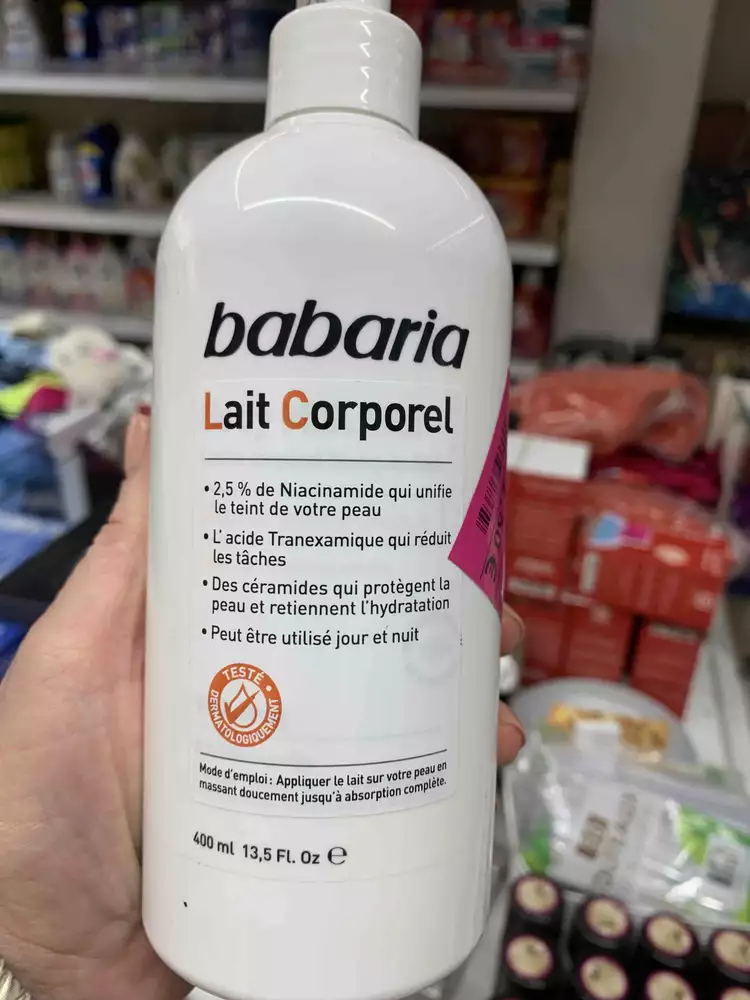 babaria
Lait Corporel
• 2,5 % de Niacinamide qui unifie
le teint de votre peau
• L'acide Tranexamique qui réduit
les tâches
• Des céramides qui protègent la
peau et retiennent l'hydratation
• Peut être utilisé jour et nuit
TESTÉ
DERMATOLOGIQUEMENT
Mode d'emploi : Appliquer le lait sur votre peau en
massant doucement jusqu'à absorption complète.
400 ml 13,5 Fl. Oz ℮